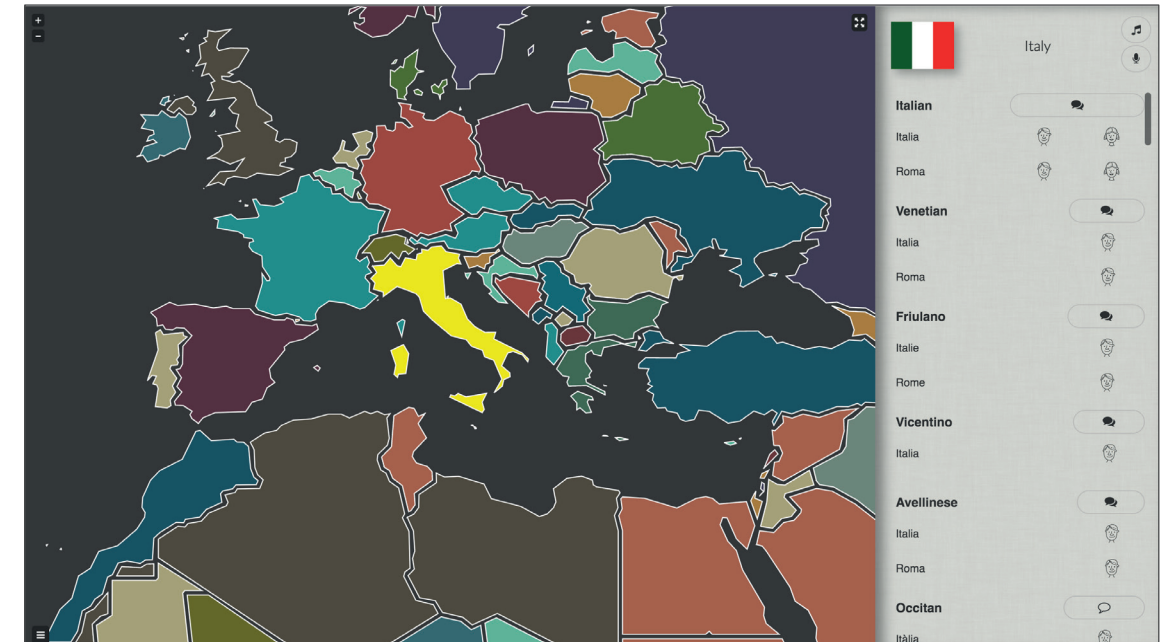 +
−
Italy
Italian
Italia
Roma
Venetian
Italia
Roma
Friulano
Italie
Rome
Vicentino
Italia
Avellinese
Italia
Roma
Occitan
Itàlia